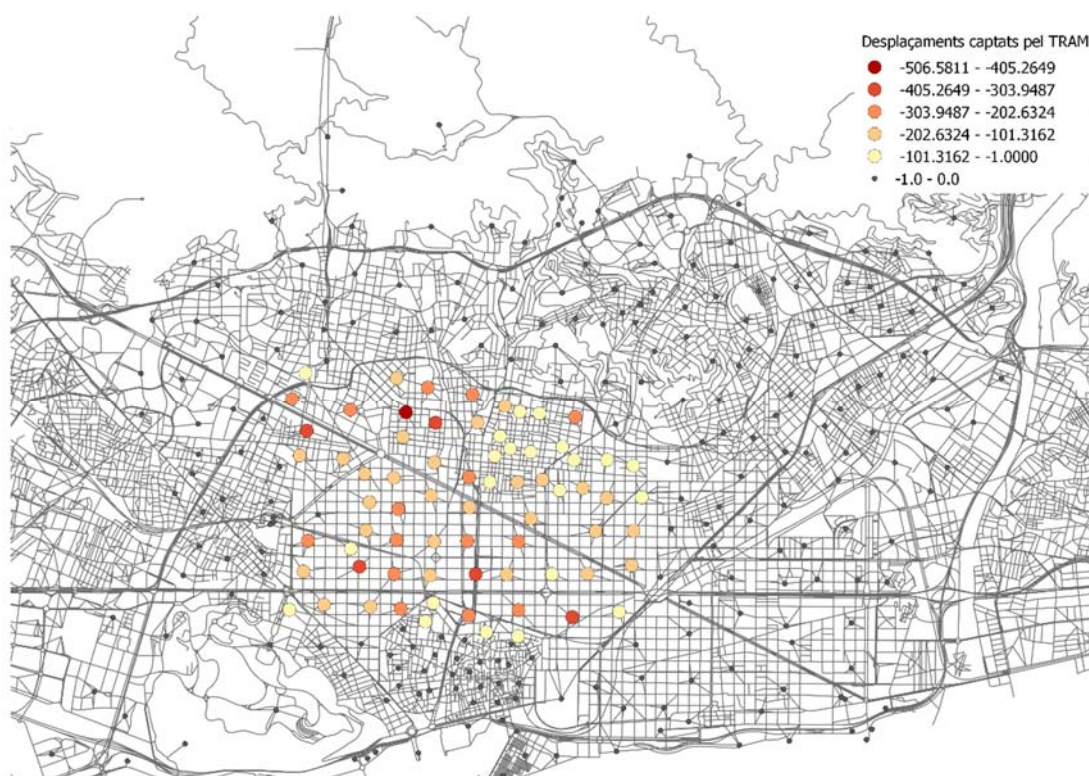 Desplaçaments captats pel TRAM
-506.5811 - -405.2649
-405.2649 - -303.9487
-303.9487 - -202.6324
-202.6324 - -101.3162
-101.3162 - -1.0000
-1.0 - 0.0